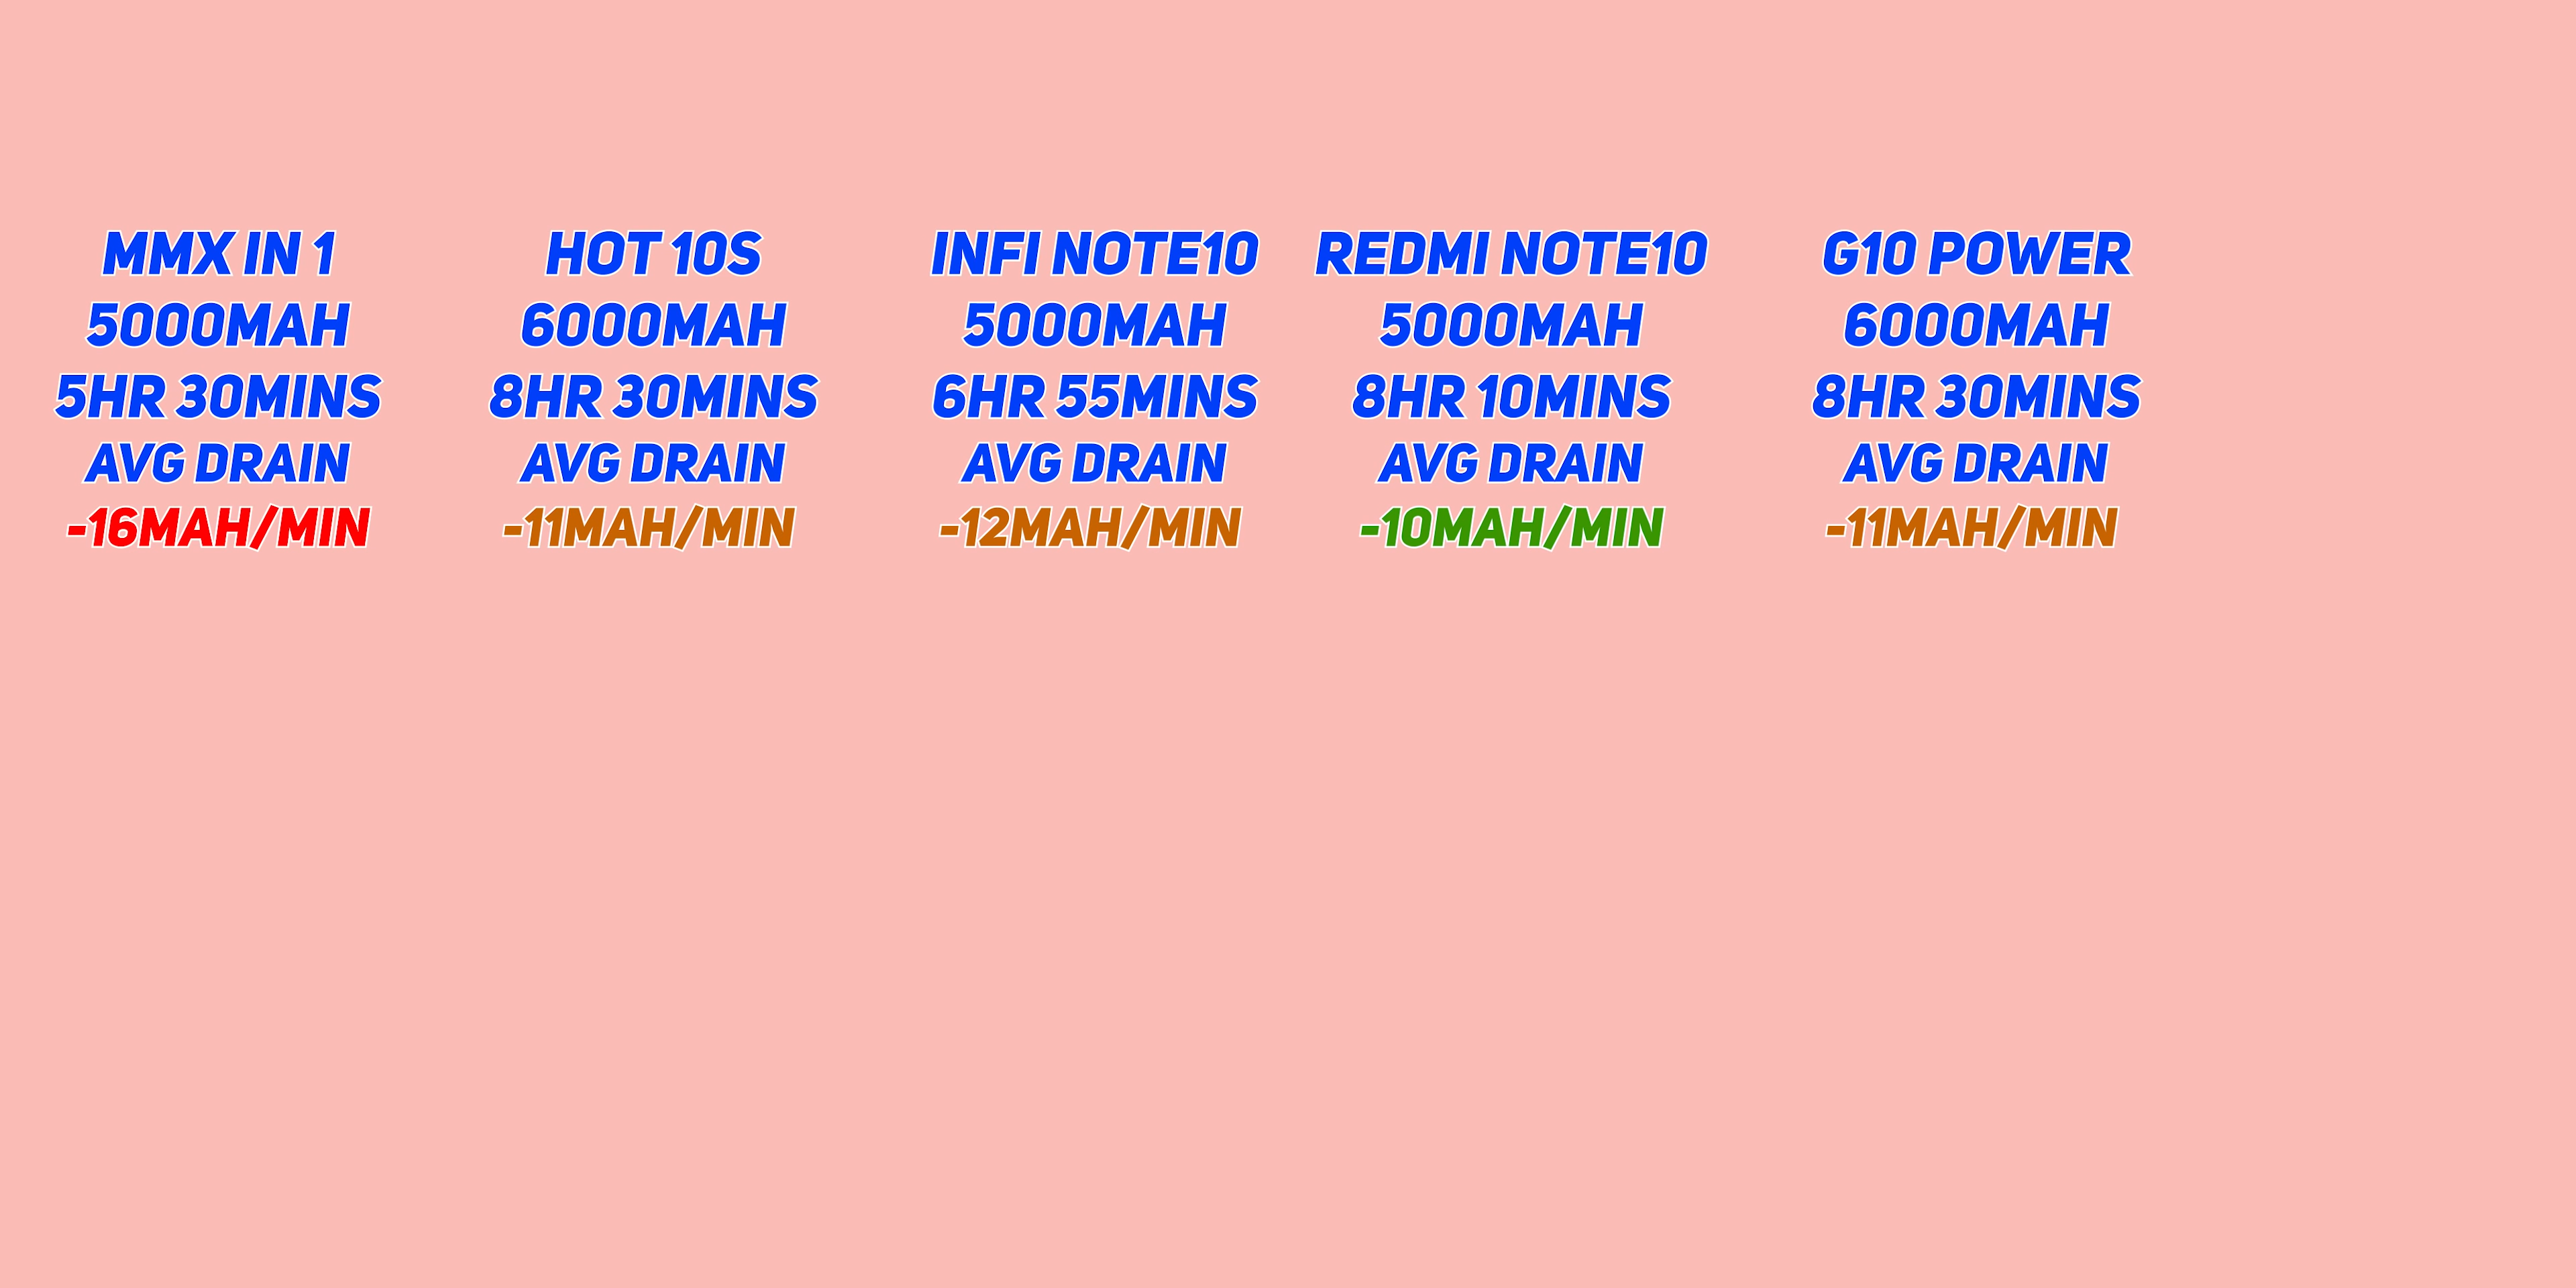 MMX IN 1
5000MAH
5HR 30MINS
AVG DRAIN
-16MAH/MIN
HOT 10S
6000MAH
8HR 30MINS
AVG DRAIN
-11MAH/MIN
INFI NOTE10
5000MAH
6HR 55MINS
AVG DRAIN
-12MAH/MIN
REDMI NOTE10
5000MAH
8HR 10MINS
AVG DRAIN
-10MAH/MIN
G10 POWER
6000MAH
8HR 30MINS
AVG DRAIN
-11MAH/MIN